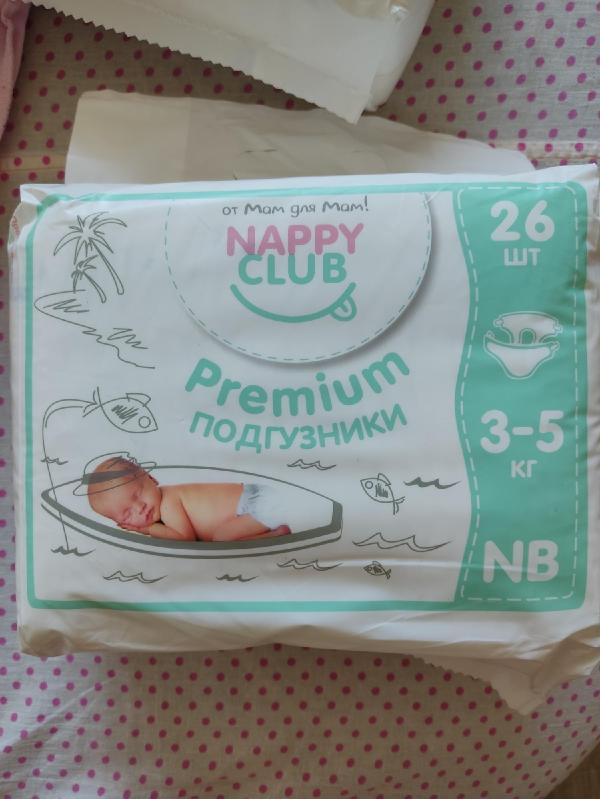 от Мам для Мам!
NAPPY
CLUB
Premium
ПОДГУЗНИКИ
26
ШТ
3-5
КГ
NB